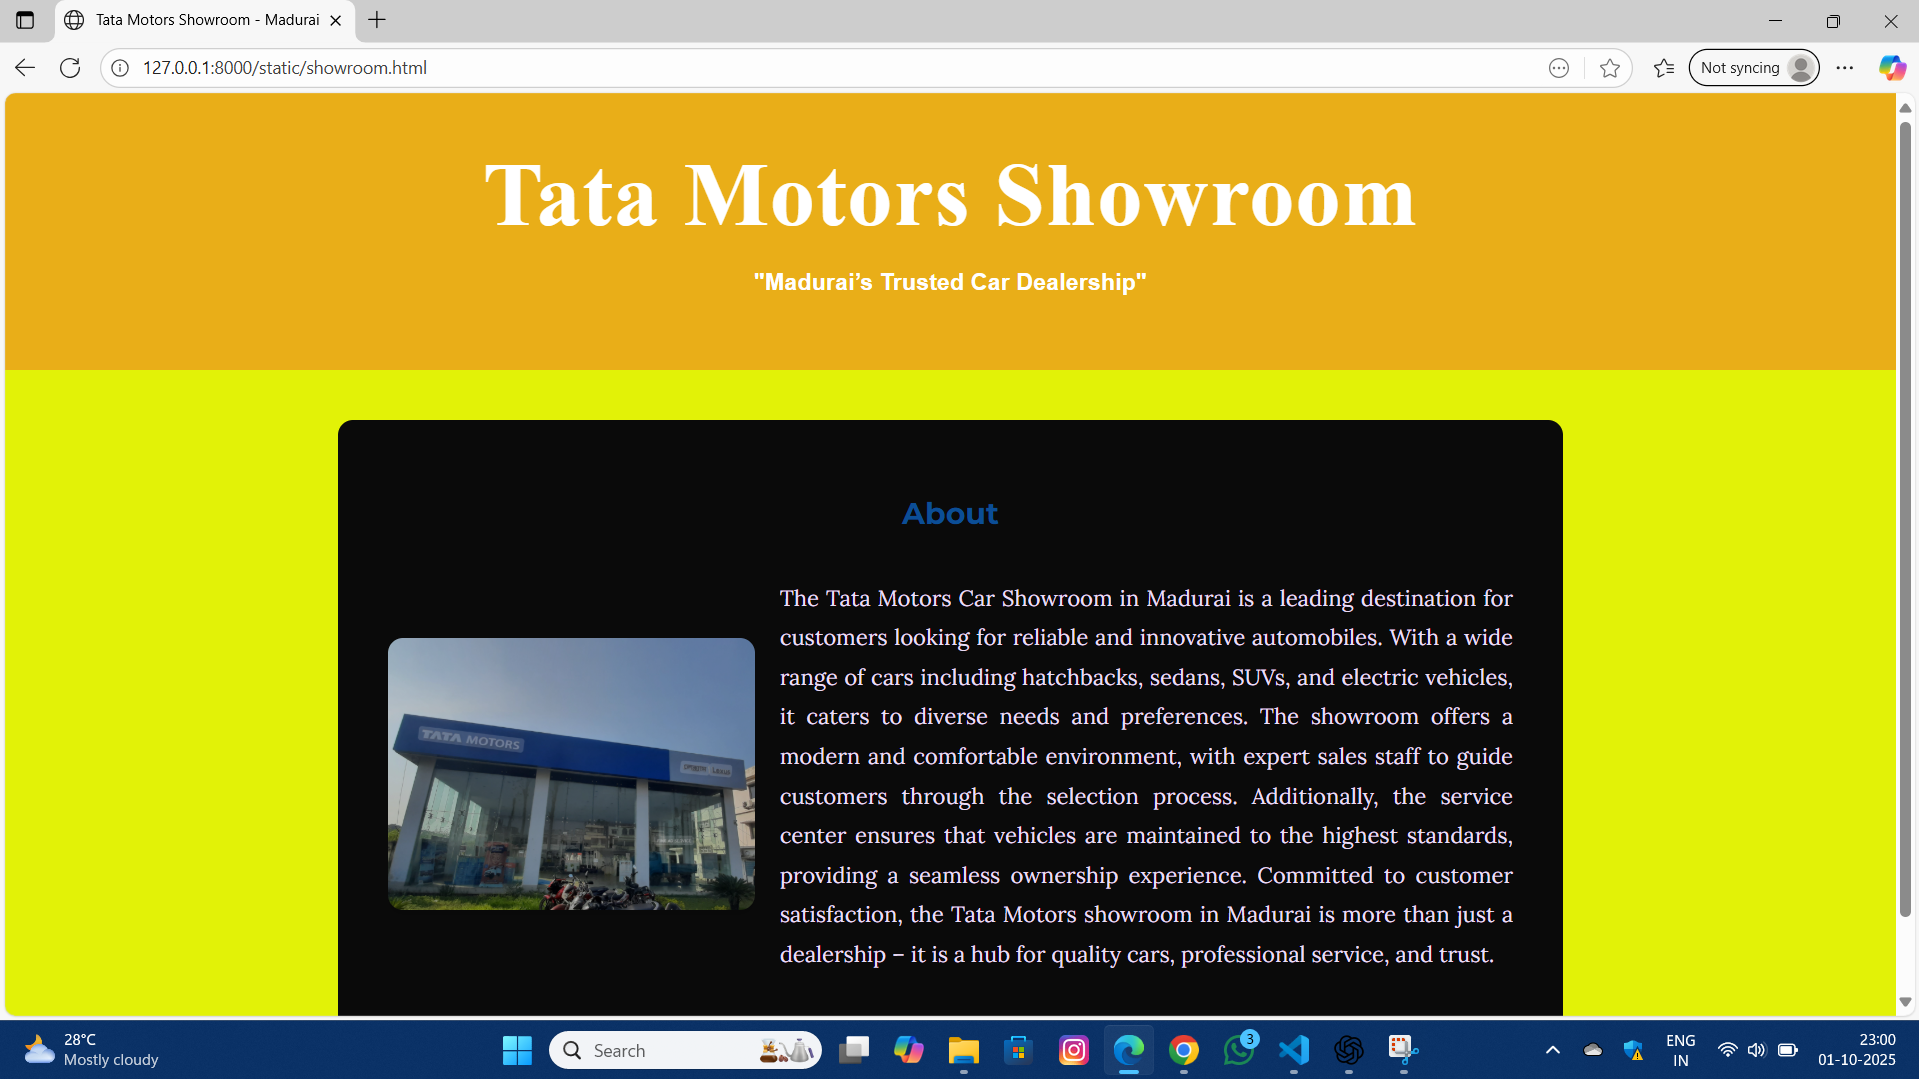 Tata Motors Showroom - Madurai
127.0.0.1:8000/static/showroom.html
Not syncing
Tata Motors Showroom
"Madurai’s Trusted Car Dealership"
About
The Tata Motors Car Showroom in Madurai is a leading destination for
customers looking for reliable and innovative automobiles. With a wide
range of cars including hatchbacks, sedans, SUVs, and electric vehicles,
it caters to diverse needs and preferences. The showroom offers a
modern and comfortable environment, with expert sales staff to guide
customers through the selection process. Additionally, the service
center ensures that vehicles are maintained to the highest standards,
providing a seamless ownership experience. Committed to customer
satisfaction, the Tata Motors showroom in Madurai is more than just a
dealership – it is a hub for quality cars, professional service, and trust.
TATA MOTORS
28°C
Mostly cloudy
Search
3
ENG
IN
23:00
01-10-2025